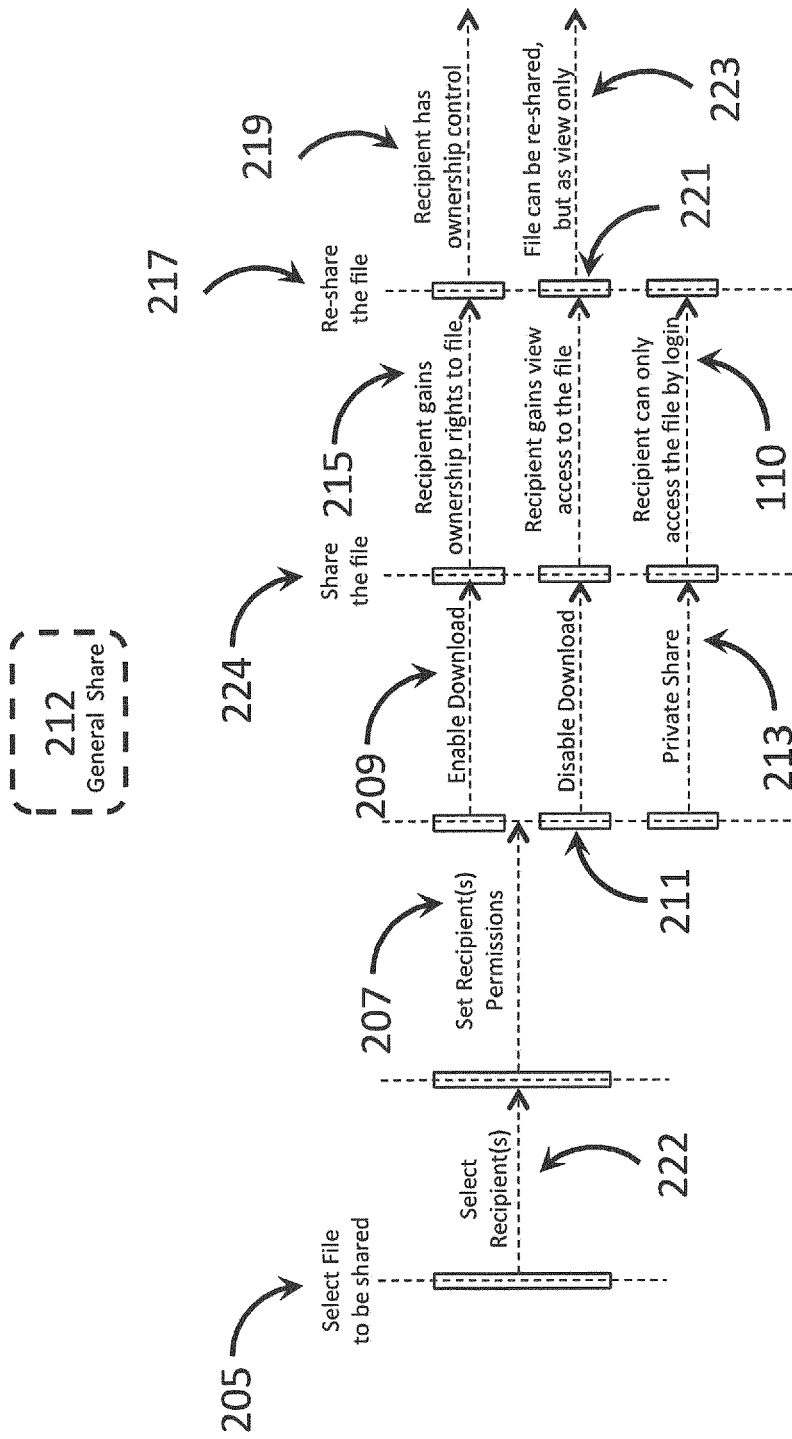 212
General Share
205
Select File
to be shared
Select
Recipient(s)
222
207
Set Recipient(s)
Permissions
209
Enable Download
211
Disable Download
Private Share
213
224
Share
the file
215
Recipient gains
ownership rights to file
Recipient gains view
access to the file
Recipient can only
access the file by login
110
217
Re-share
the file
219
Recipient has
ownership control
221
File can be re-shared,
but as view only
223